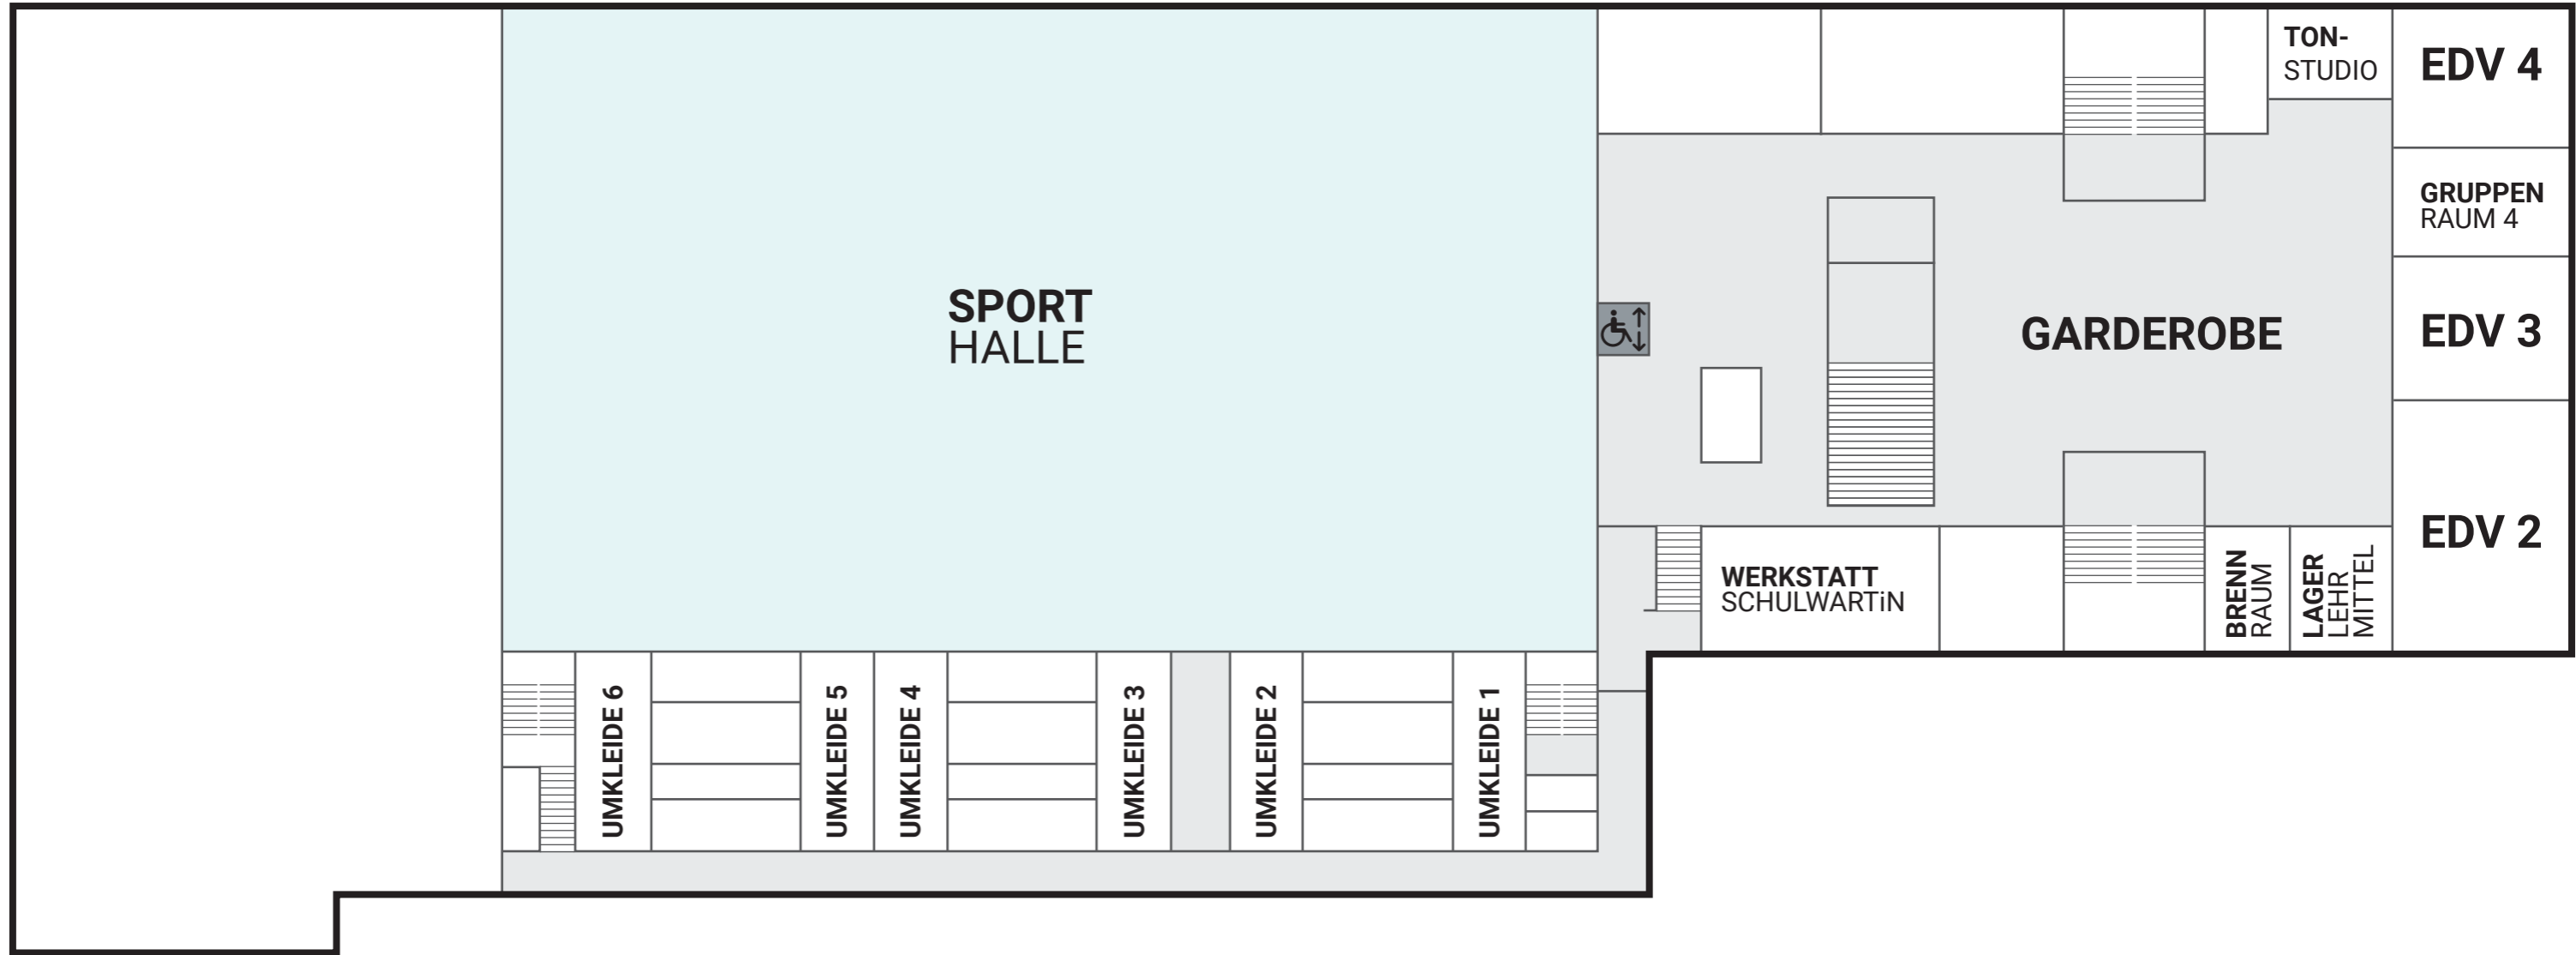 TON-
STUDIO
EDV 4
GRUPPEN
RAUM 4
SPORT
HALLE
GARDEROBE
EDV 3
EDV 2
WERKSTATT
SCHULWARTiN
BRENN
RAUM
LAGER
LEHR
MITTEL
UMKLEIDE 6
UMKLEIDE 5
UMKLEIDE 4
UMKLEIDE 3
UMKLEIDE 2
UMKLEIDE 1